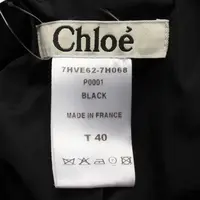 Chloé
7HVE62-7H068
P0001
BLACK
MADE IN FRANCE
T 40